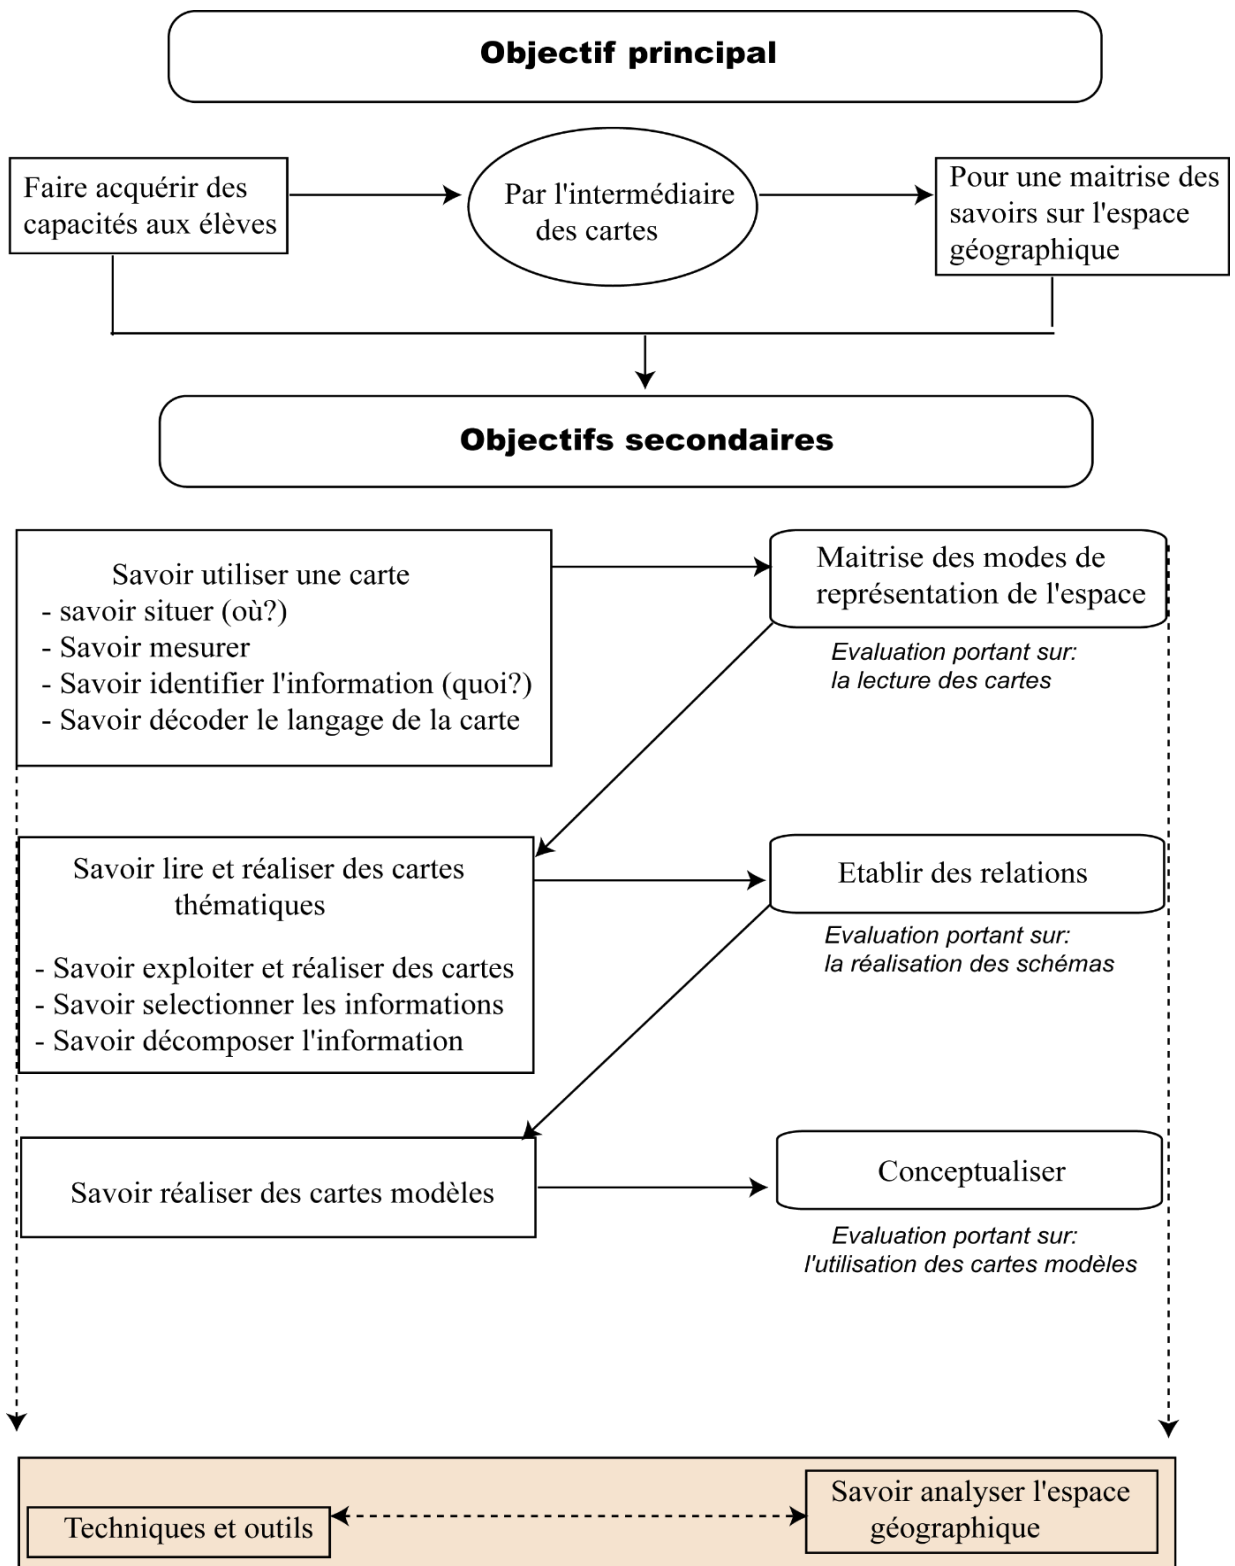 Objectif principal
Faire acquérir des
capacités aux élèves
Par l'intermédiaire
des cartes
Pour une maitrise des
savoirs sur l'espace
géographique
Objectifs secondaires
Savoir utiliser une carte
- savoir situer (où?)
- Savoir mesurer
- Savoir identifier l'information (quoi?)
- Savoir décoder le langage de la carte
Maitrise des modes de
représentation de l'espace
Evaluation portant sur:
la lecture des cartes
Savoir lire et réaliser des cartes
thématiques
- Savoir exploiter et réaliser des cartes
- Savoir selectionner les informations
- Savoir décomposer l'information
Etablir des relations
Evaluation portant sur:
la réalisation des schémas
Savoir réaliser des cartes modèles
Conceptualiser
Evaluation portant sur:
l'utilisation des cartes modèles
Techniques et outils
Savoir analyser l'espace
géographique